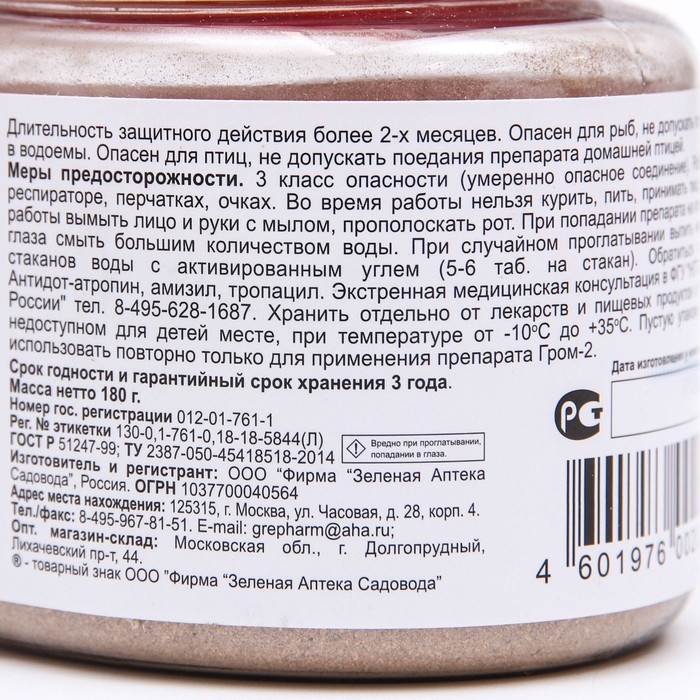 Длительность защитного действия более 2-х месяцев. Опасен для рыб, не допускать
в водоемы. Опасен для птиц, не допускать поедания препарата домашней птицей.
Меры предосторожности. 3 класс опасности (умеренно опасное соединение).
респираторе, перчатках, очках. Во время работы нельзя курить, пить, принимать
работы вымыть лицо и руки с мылом, прополоскать рот. При попадании препарата
глаза смыть большим количеством воды. При случайном проглатывании выпить
стаканов воды с активированным углем (5-6 таб. на стакан). Обратиться
Антидот-атропин, амизил, тропацил. Экстренная медицинская консультация в ФГУ
России" тел. 8-495-628-1687. Хранить отдельно от лекарств и пищевых продуктов
недоступном для детей месте, при температуре от -10°С до +35°С. Пустую
использовать повторно только для применения препарата Гром-2.
Срок годности и гарантийный срок хранения 3 года.
Масса нетто 180 г.
Номер гос. регистрации 012-01-761-1
Рег. № этикетки 130-0,1-761-0,18-18-5844(Л)
ГОСТ Р 51247-99; ТУ 2387-050-45418518-2014
Вредно при проглатывании,
попадании в глаза.
Изготовитель и регистрант: ООО “Фирма “Зеленая Аптека
Садовода”, Россия. ОГРН 1037700040564
Адрес места нахождения: 125315, г. Москва, ул. Часовая, д. 28, корп. 4.
Тел./факс: 8-495-967-81-51. E-mail: grepharm@aha.ru;
Опт. магазин-склад: Московская обл., г. Долгопрудный,
Лихачевский пр-т, 44.
® - товарный знак ООО "Фирма “Зеленая Аптека Садовода”
Дата изготовления
РСТ
4 601976 00